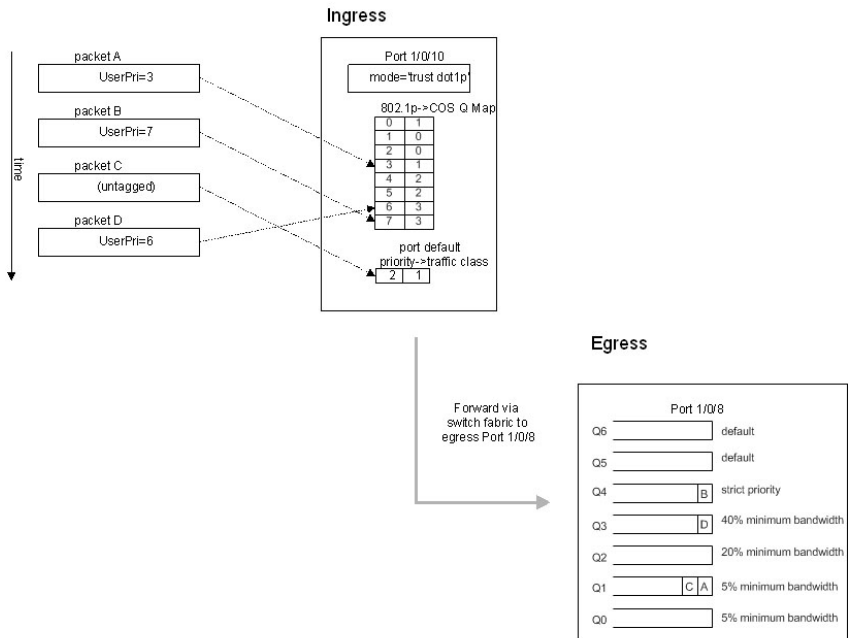 Ingress
packet A
UserPri=3
packet B
UserPri=7
packet C
(untagged)
packet D
UserPri=6
time
Port 1/0/10
mode='trust dot1p'
802.1p->COS Q Map
0 1
1 0
2 0
3 1
4 2
5 2
6 3
7 3
port default
priority->traffic class
2 1
Forward via
switch fabric to
egress Port 1/0/8
Egress
Port 1/0/8
Q6 default
Q5 default
Q4 B strict priority
Q3 D 40% minimum bandwidth
Q2 20% minimum bandwidth
Q1 C A 5% minimum bandwidth
Q0 5% minimum bandwidth